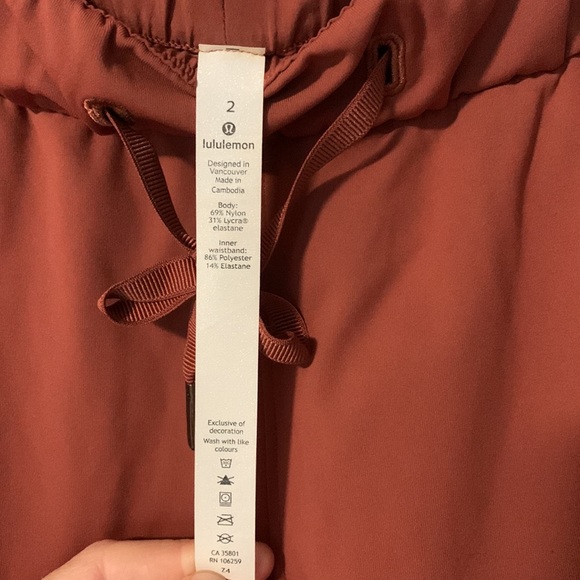 2
lululemon
Designed in
Vancouver
Made in
Cambodia
Body:
69% Nylon
31% Lycra®
elastane
Inner
waistband:
86% Polyester
14% Elastane
Exclusive of
decoration
Wash with like
colours
CA 35801
RN 106259
74